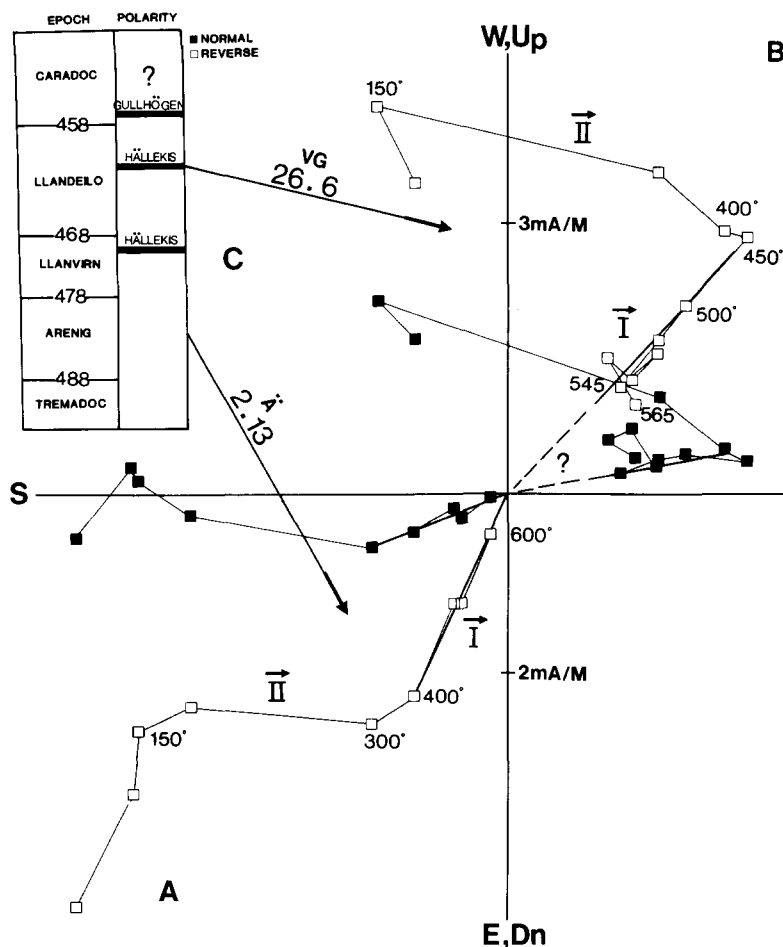 EPOCH POLARITY
■ NORMAL
□ REVERSE
CARADOC
?
GULLHÖGEN
458
HÄLLEKIS
LLANDEILO
468
HÄLLEKIS
LLANVIRN
478
ARENIG
488
TREMADOC
W,Up
B
150°
II
VG
26.6
400°
3mA/M
450°
C
500°
I
545
565
Ä
2.13
?
S
600°
I
2mA/M
II
400°
150°
300°
A
E,Dn